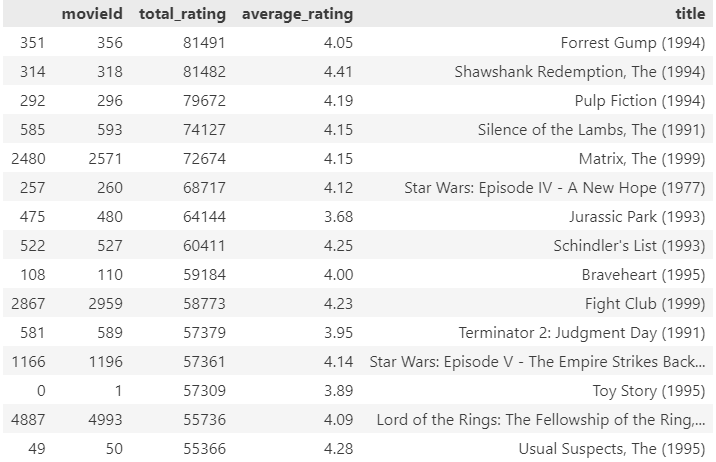 movieId total_rating average_rating title
351 356 81491 4.05 Forrest Gump (1994)
314 318 81482 4.41 Shawshank Redemption, The (1994)
292 296 79672 4.19 Pulp Fiction (1994)
585 593 74127 4.15 Silence of the Lambs, The (1991)
2480 2571 72674 4.15 Matrix, The (1999)
257 260 68717 4.12 Star Wars: Episode IV - A New Hope (1977)
475 480 64144 3.68 Jurassic Park (1993)
522 527 60411 4.25 Schindler's List (1993)
108 110 59184 4.00 Braveheart (1995)
2867 2959 58773 4.23 Fight Club (1999)
581 589 57379 3.95 Terminator 2: Judgment Day (1991)
1166 1196 57361 4.14 Star Wars: Episode V - The Empire Strikes Back...
0 1 57309 3.89 Toy Story (1995)
4887 4993 55736 4.09 Lord of the Rings: The Fellowship of the Ring,...
49 50 55366 4.28 Usual Suspects, The (1995)